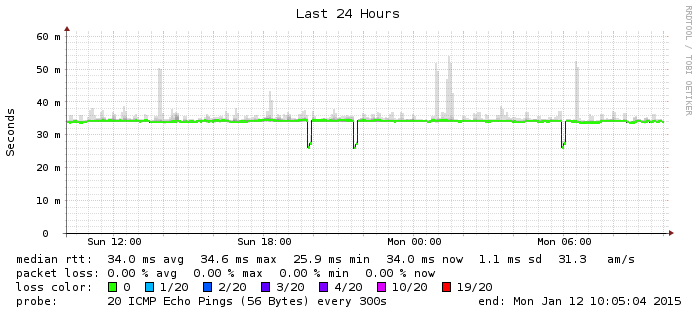 Last 24 Hours
RRDTOOL / TOBI OETIKER
Seconds
60 m
50 m
40 m
30 m
20 m
10 m
0
Sun 12:00 Sun 18:00 Mon 00:00 Mon 06:00
median rtt: 34.0 ms avg 34.6 ms max 25.9 ms min 34.0 ms now 1.1 ms sd 31.3 am/s
packet loss: 0.00 % avg 0.00 % max 0.00 % min 0.00 % now
loss color: 0 1/20 2/20 3/20 4/20 10/20 19/20
probe: 20 ICMP Echo Pings (56 Bytes) every 300s end: Mon Jan 12 10:05:04 2015